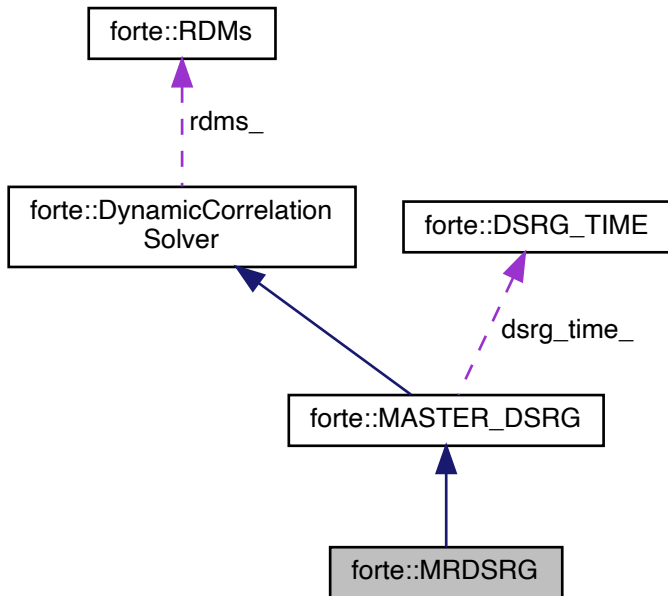 forte::RDMs
rdms_
forte::DynamicCorrelation
Solver
forte::DSRG_TIME
dsrg_time_
forte::MASTER_DSRG
forte::MRDSRG